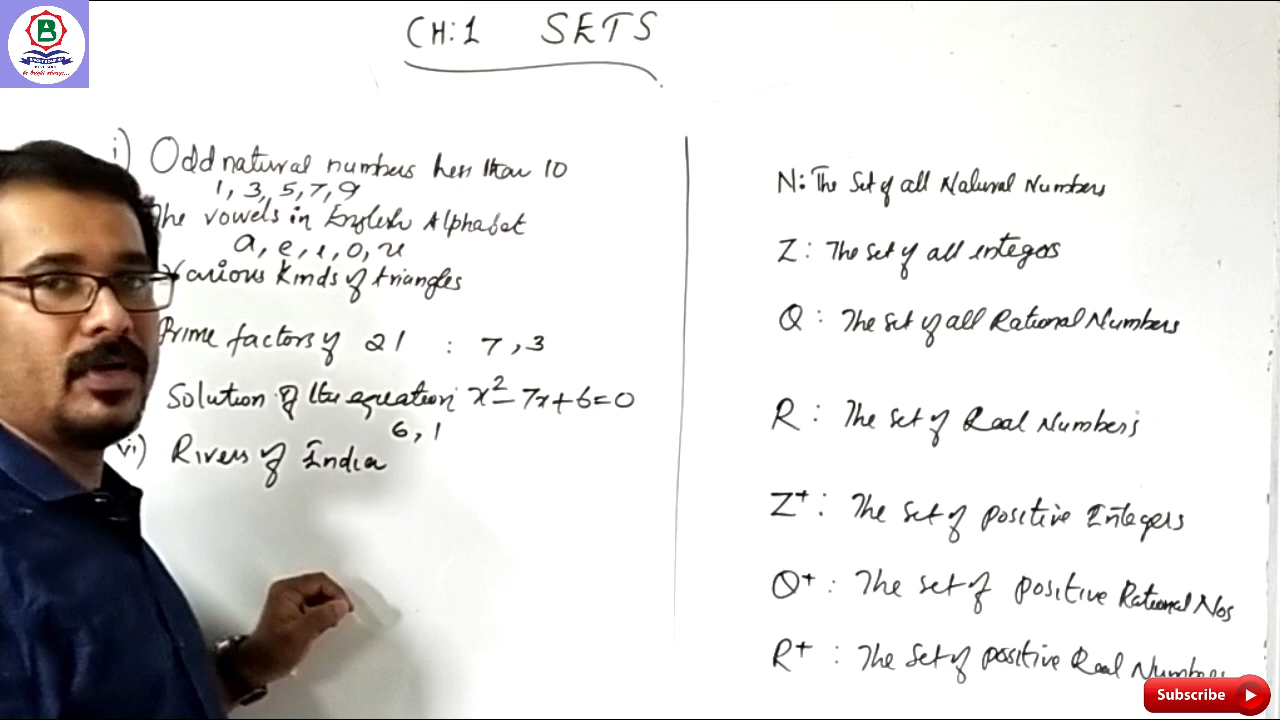 CH:1 SETS
i) Odd natural numbers less than 10
1, 3, 5, 7, 9
The vowels in English Alphabet
a, e, i, o, u
Various kinds of triangles
Prime factors of 21 : 7, 3
Solution of the equation: x² - 7x + 6 = 0
6, 1
vi) Rivers of India
N: The set of all Natural Numbers
Z : The set of all integers
Q : The set of all Rational Numbers
R : The set of Real Numbers
Z⁺ : The set of positive Integers
Q⁺ : The set of positive Rational Nos
R⁺ : The set of positive Real Numbers
B
Subscribe